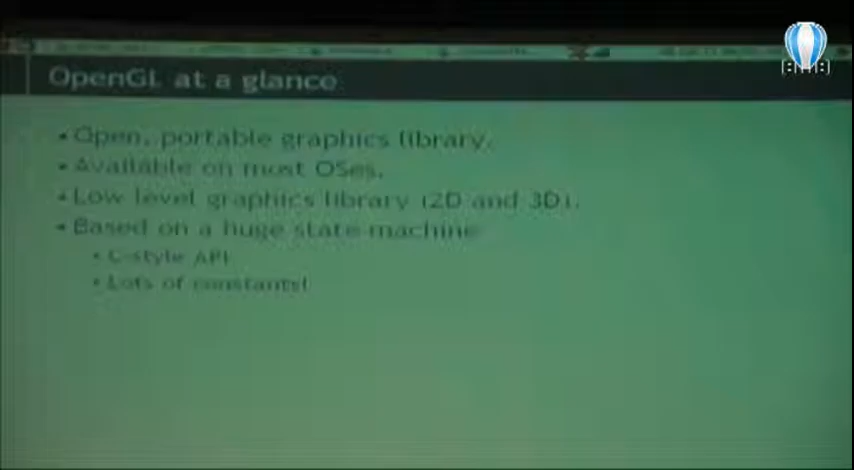 OpenGL at a glance
Open, portable graphics library.
Available on most OSes.
Low level graphics library (2D and 3D).
Based on a huge state machine
C-style API
Lots of constants!